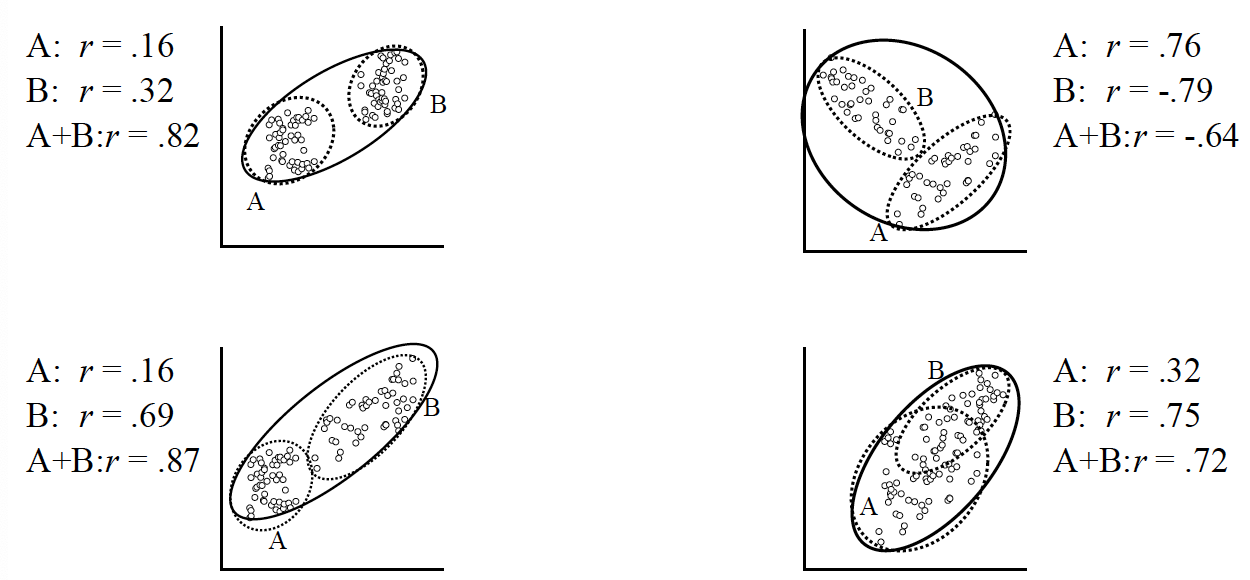 A: r = .16
B: r = .32
A+B:r = .82
B
A
A: r = .76
B: r = -.79
A+B:r = -.64
B
A
A: r = .16
B: r = .69
A+B:r = .87
B
A
A: r = .32
B: r = .75
A+B:r = .72
B
A